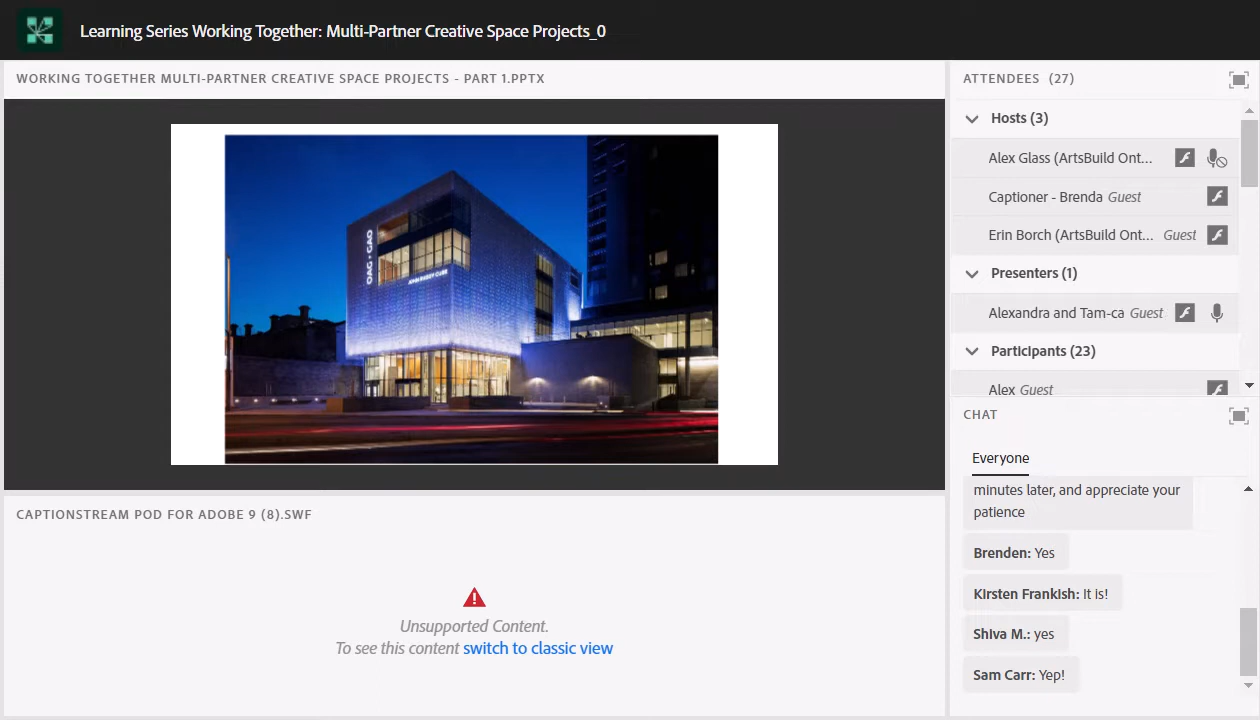 Learning Series Working Together: Multi-Partner Creative Space Projects_0
WORKING TOGETHER MULTI-PARTNER CREATIVE SPACE PROJECTS - PART 1.PPTX
OAG + GAO
CAPTIONSTREAM POD FOR ADOBE 9 (8).SWF
Unsupported Content.
To see this content switch to classic view
ATTENDEES (27)
Hosts (3)
Alex Glass (ArtsBuild Ont...
Captioner - Brenda Guest
Erin Borch (ArtsBuild Ont... Guest
Presenters (1)
Alexandra and Tam-ca Guest
Participants (23)
Alex Guest
CHAT
Everyone
minutes later, and appreciate your
patience
Brenden: Yes
Kirsten Frankish: It is!
Shiva M.: yes
Sam Carr: Yep!